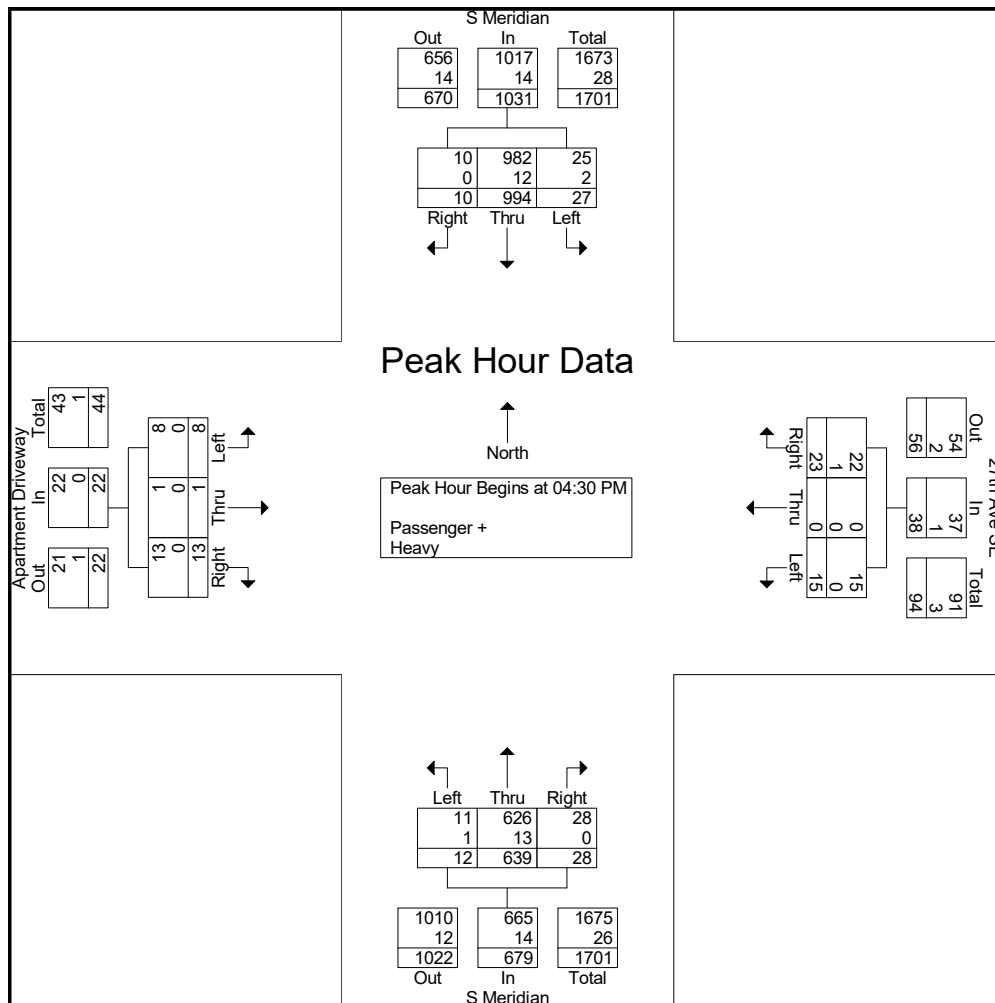 S Meridian
Out In Total
656 1017 1673
14 14 28
670 1031 1701
10 982 25
0 12 2
10 994 27
Right Thru Left
Peak Hour Data
North
Peak Hour Begins at 04:30 PM
Passenger +
Heavy
Apartment Driveway
Out In Total
21 22 43
1 0 1
22 22 44
8 1 13
0 0 0
8 1 13
Left Thru Right
27th Ave SE
Out In Total
54 37 91
2 1 3
56 38 94
22 0 15
1 0 0
23 0 15
Right Thru Left
Left Thru Right
11 626 28
1 13 0
12 639 28
1010 665 1675
12 14 26
1022 679 1701
Out In Total
S Meridian